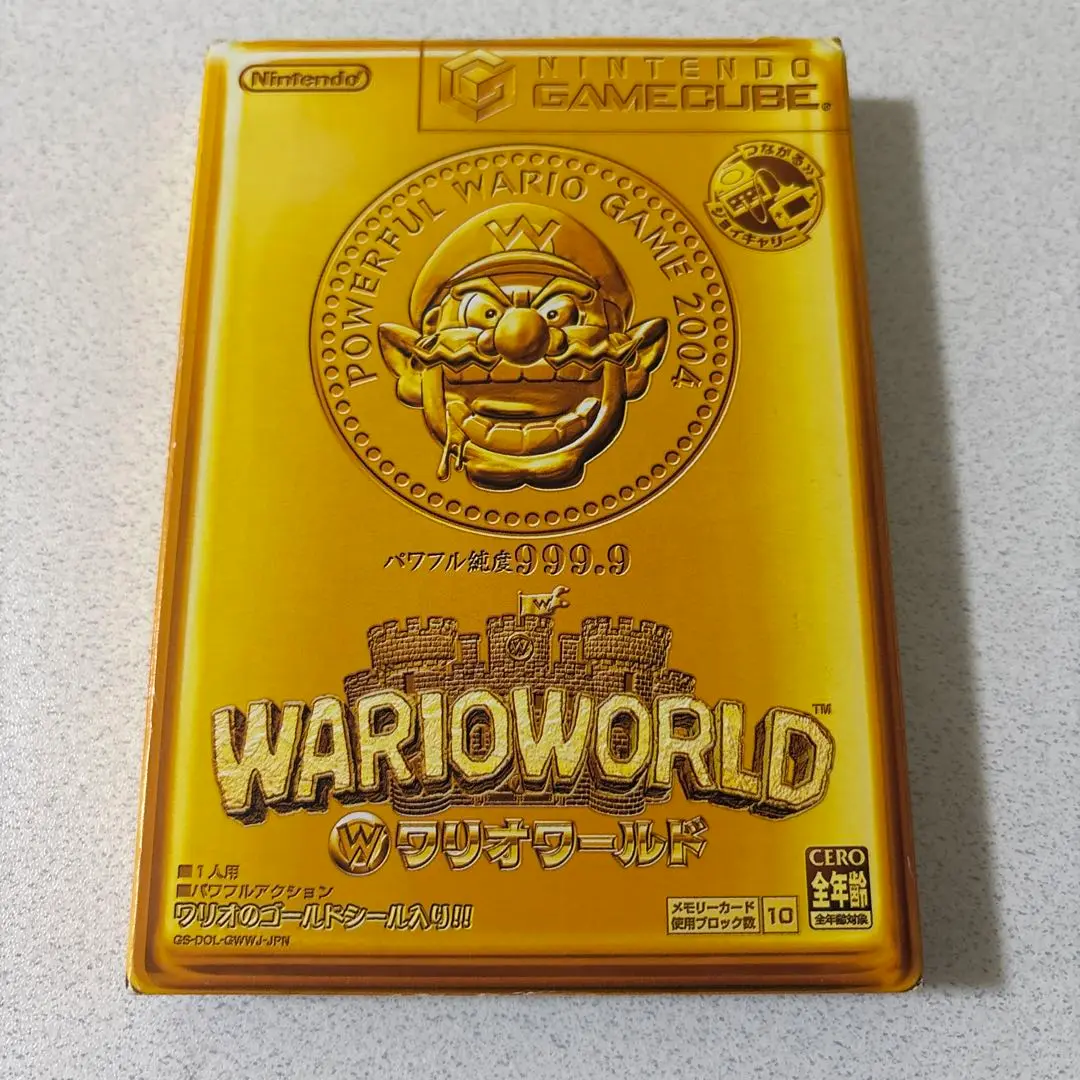 Nintendo
NINTENDO
GAMECUBE®
つながる》
ジョイキャリー
POWERFUL WARIO GAME 2004
W
パワフル純度999.9
W
W
WARIOWORLD™
W ワリオワールド
■1人用
■パワフルアクション
ワリオのゴールドシール入り!!
GS-DOL-GWWJ-JPN
メモリーカード
使用ブロック数 10
CERO
全年齢
全年齢対象